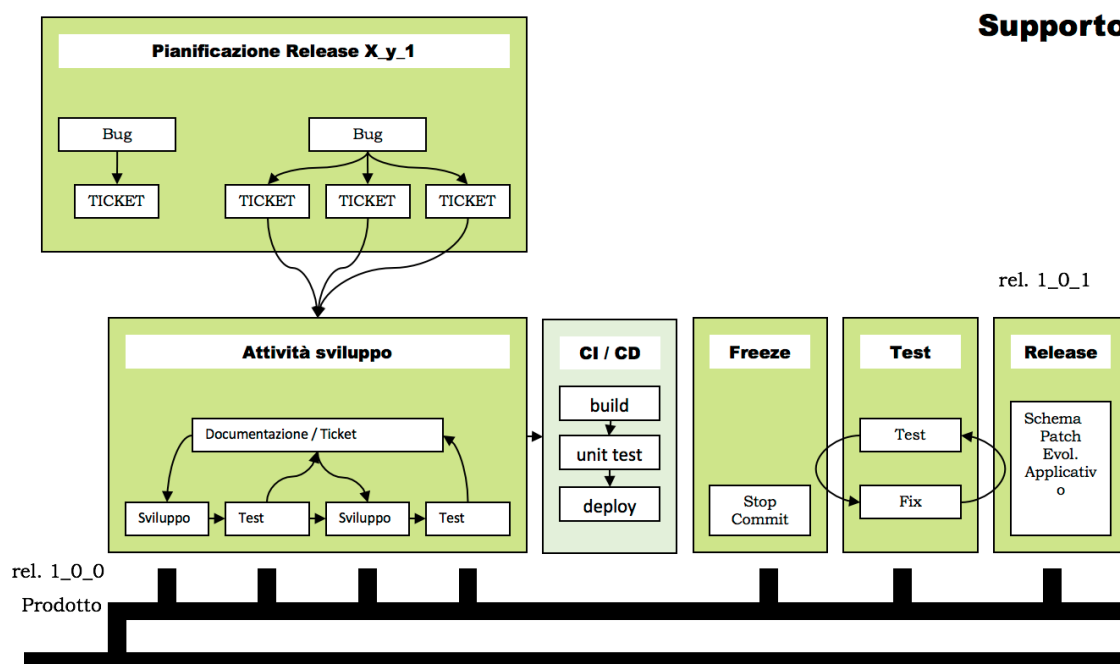 Supporto
Pianificazione Release X_y_1
Bug
Bug
TICKET
TICKET
TICKET
TICKET
rel. 1_0_1
Attività sviluppo
CI / CD
Freeze
Test
Release
build
unit test
deploy
Documentazione / Ticket
Sviluppo
Test
Sviluppo
Test
Stop
Commit
Test
Fix
Schema
Patch
Evol.
Applicativ
o
rel. 1_0_0
Prodotto